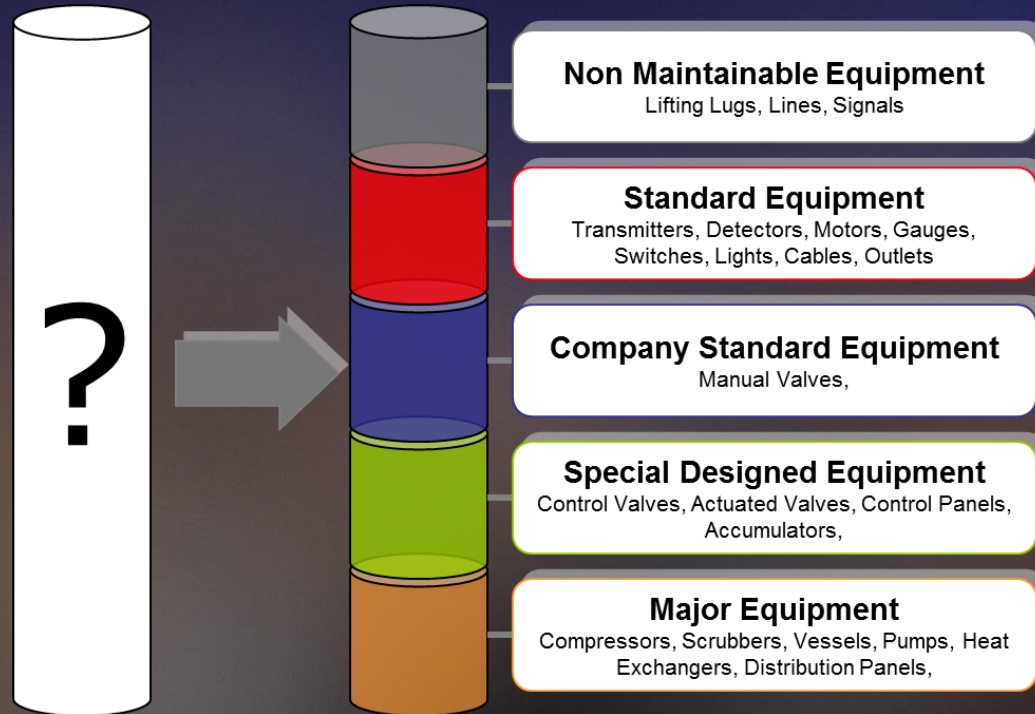 ?
Non Maintainable Equipment
Lifting Lugs, Lines, Signals
Standard Equipment
Transmitters, Detectors, Motors, Gauges,
Switches, Lights, Cables, Outlets
Company Standard Equipment
Manual Valves,
Special Designed Equipment
Control Valves, Actuated Valves, Control Panels,
Accumulators,
Major Equipment
Compressors, Scrubbers, Vessels, Pumps, Heat
Exchangers, Distribution Panels,